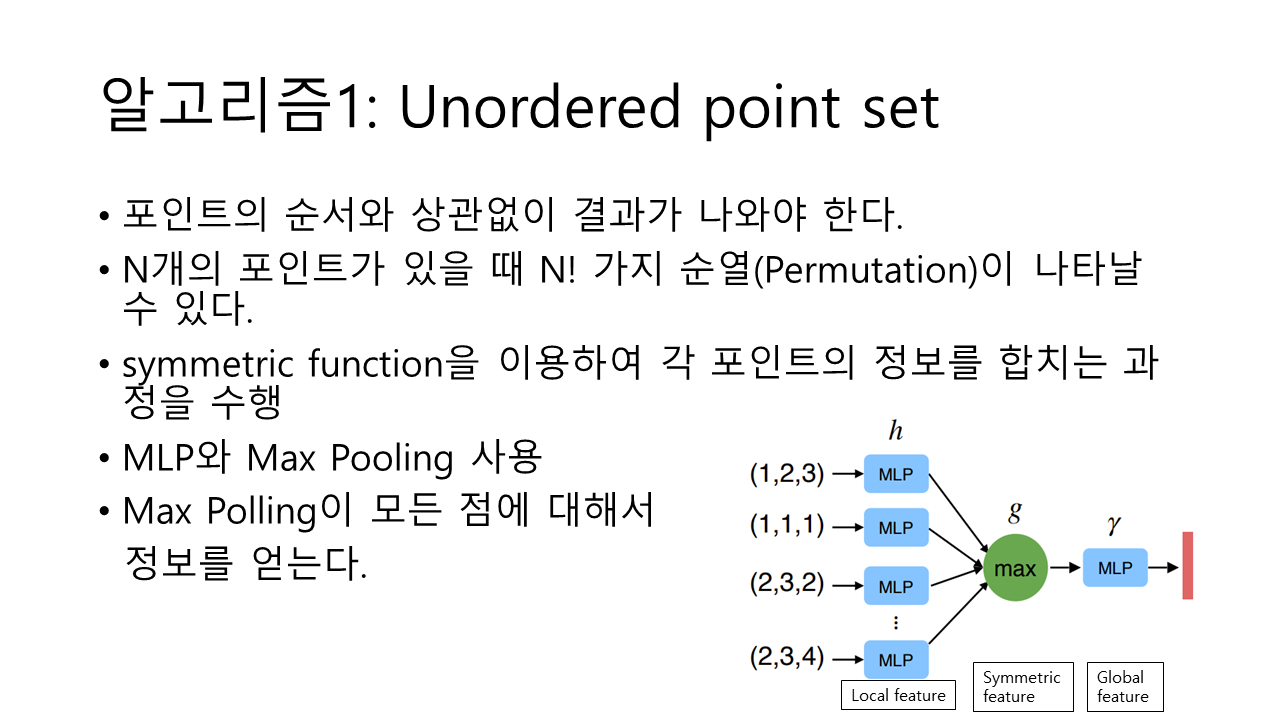 알고리즘1: Unordered point set
• 포인트의 순서와 상관없이 결과가 나와야 한다.
• N개의 포인트가 있을 때 N! 가지 순열(Permutation)이 나타날
수 있다.
• symmetric function을 이용하여 각 포인트의 정보를 합치는 과
정을 수행
• MLP와 Max Pooling 사용
• Max Polling이 모든 점에 대해서
정보를 얻는다.
h
(1,2,3) MLP
(1,1,1) MLP
(2,3,2) MLP
⋮
(2,3,4) MLP
g
max
γ
MLP
Local feature
Symmetric
feature
Global
feature